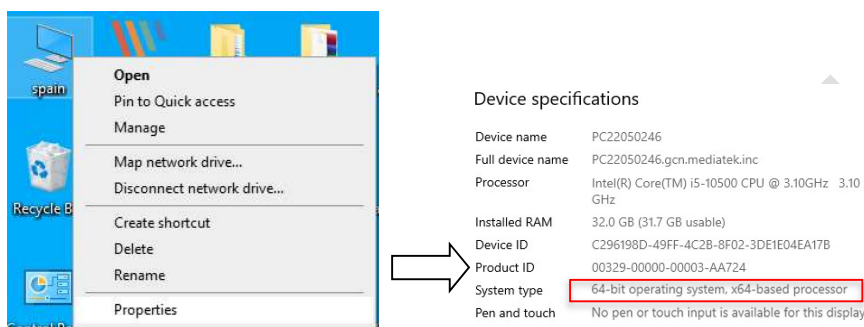 spain
Open
Pin to Quick access
Manage
Map network drive...
Disconnect network drive...
Recycle B
Create shortcut
Delete
Rename
Properties
Device specifications
Device name PC22050246
Full device name PC22050246.gcn.mediatek.inc
Processor Intel(R) Core(TM) i5-10500 CPU @ 3.10GHz 3.10
GHz
Installed RAM 32.0 GB (31.7 GB usable)
Device ID C296198D-49FF-4C2B-8F02-3DE1E04EA17B
Product ID 00329-00000-00003-AA724
System type 64-bit operating system, x64-based processor
Pen and touch No pen or touch input is available for this display